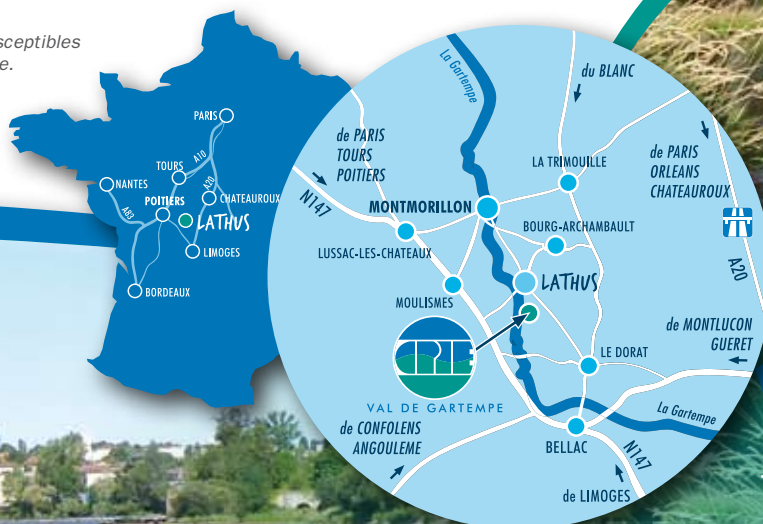 sceptibles
e.
PARIS
A10
TOURS
A20
NANTES
CHATEAUROUX
POITIERS
A83
LATHUS
LIMOGES
BORDEAUX
La Gartempe
du BLANC
de PARIS
TOURS
POITIERS
de PARIS
ORLEANS
CHATEAUROUX
LA TRIMOUILLE
N147
MONTMORILLON
BOURG-ARCHAMBAULT
LUSSAC-LES-CHATEAUX
A20
LATHUS
MOULISMES
de MONTLUCON
GUERET
CPIE
LE DORAT
VAL DE GARTEMPE
La Gartempe
de CONFOLENS
ANGOULEME
BELLAC
N147
de LIMOGES